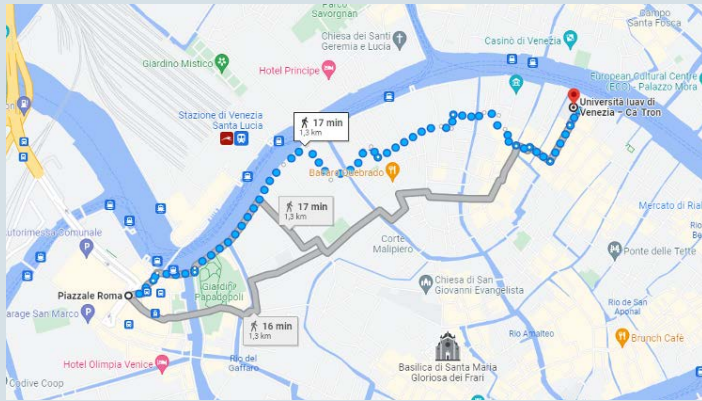 Parco
Savorgnan
Campo
Santa Fosca
Chiesa dei Santi
Geremia e Lucia
Casinò di Venezia
Giardino Mistico
Hotel Principe
European Cultural Centre
(ECC) - Palazzo Mora
Università Iuav di
Venezia - Ca' Tron
Stazione di Venezia
Santa Lucia
17 min
1,3 km
17 min
1,3 km
Mercato di Rial
Autorimessa Comunale
Corte
Malipiero
Ponte delle Tette
Giardini
Papadopoli
Chiesa di San
Giovanni Evangelista
Piazzale Roma
Garage San Marco
Rio de San
Aponal
16 min
1,3 km
Rio Amalteo
Brunch Cafè
Hotel Olimpia Venice
Rio del
Gaffaro
Basilica di Santa Maria
Gloriosa dei Frari
Codive Coop